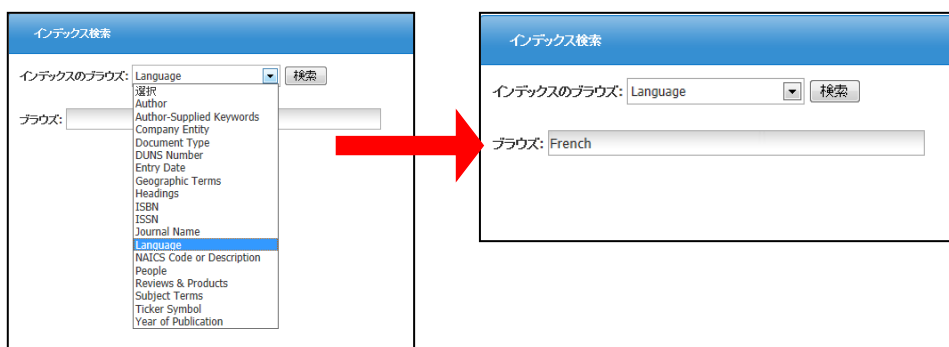 インデックス検索
インデックスのブラウズ: Language 検索
選択
Author
Author-Supplied Keywords
Company Entity
Document Type
DUNS Number
Entry Date
Geographic Terms
Headings
ISBN
ISSN
Journal Name
Language
NAICS Code or Description
People
Reviews & Products
Subject Terms
Ticker Symbol
Year of Publication
ブラウズ:
インデックス検索
インデックスのブラウズ: Language 検索
ブラウズ: French